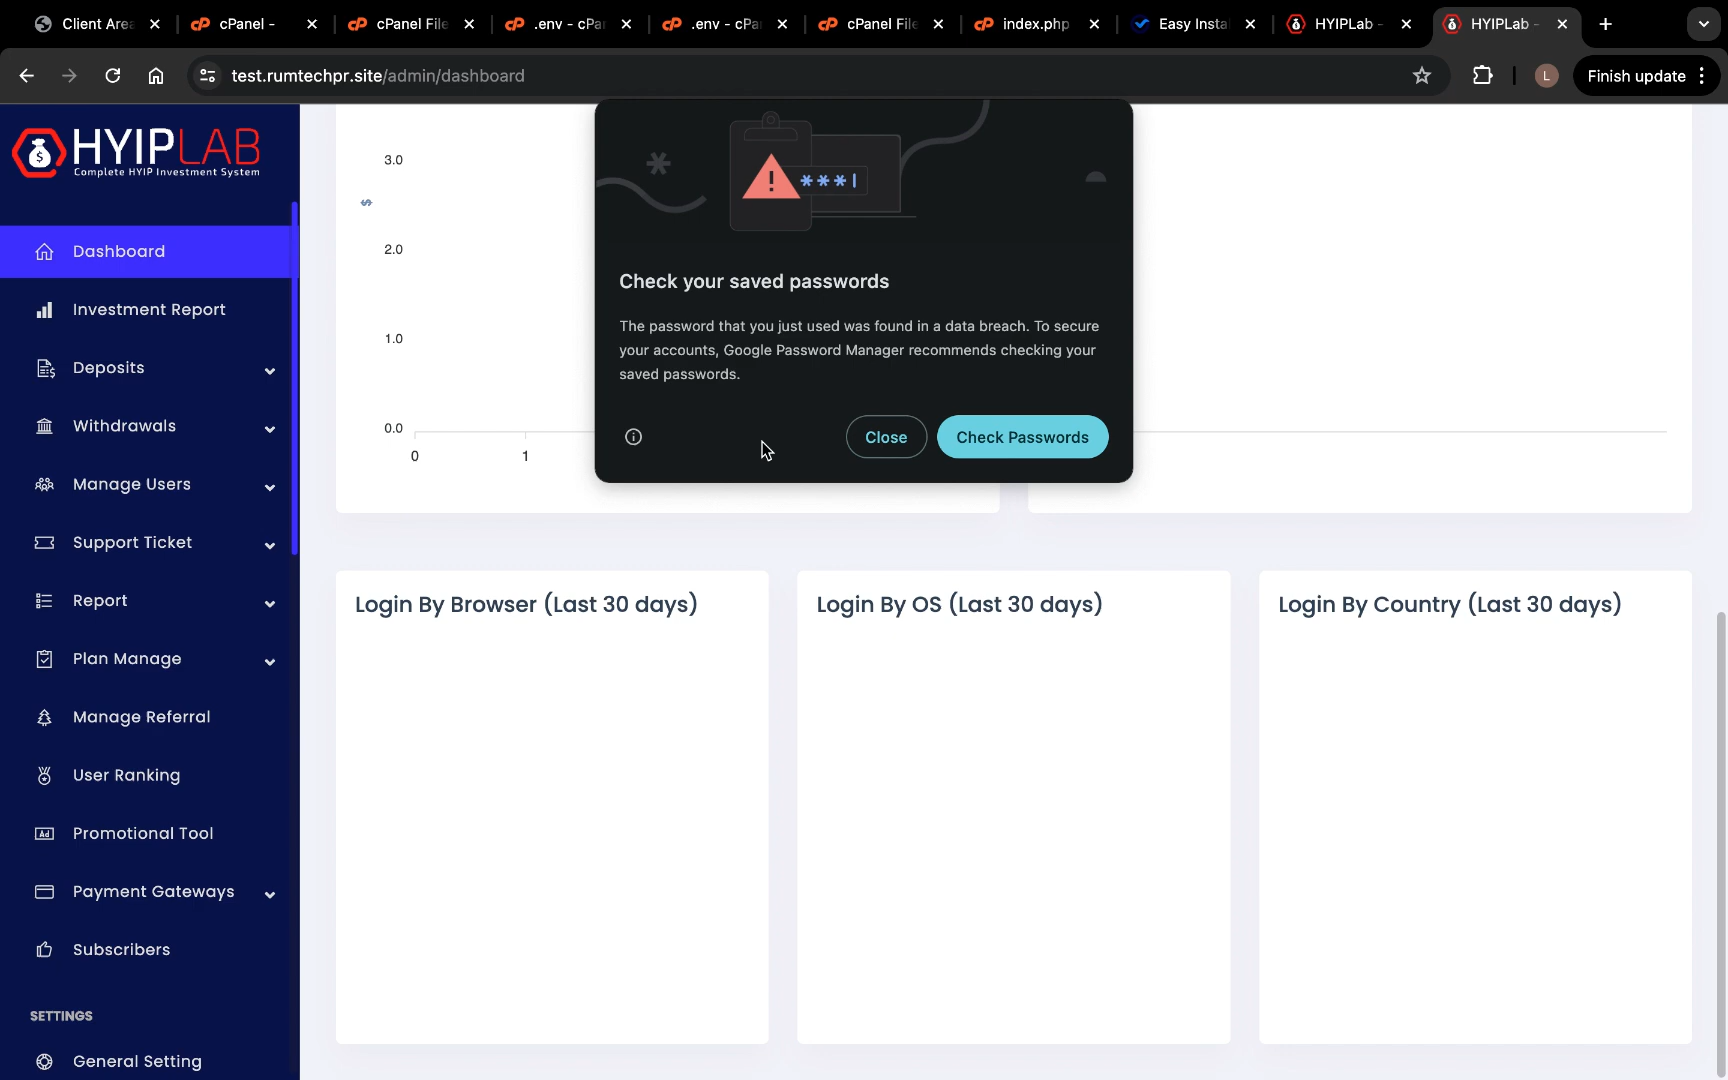 Client Area
cPanel -
cPanel File
.env - cPan
.env - cPan
cPanel File
index.php
Easy Instal
HYIPLab -
HYIPLab -
test.rumtechpr.site/admin/dashboard
L
Finish update
HYIPLAB
Complete HYIP Investment System
Dashboard
Investment Report
Deposits
Withdrawals
Manage Users
Support Ticket
Report
Plan Manage
Manage Referral
User Ranking
Promotional Tool
Payment Gateways
Subscribers
SETTINGS
General Setting
3.0
2.0
1.0
0.0
$
0
1
Check your saved passwords
The password that you just used was found in a data breach. To secure
your accounts, Google Password Manager recommends checking your
saved passwords.
Close
Check Passwords
Login By Browser (Last 30 days)
Login By OS (Last 30 days)
Login By Country (Last 30 days)